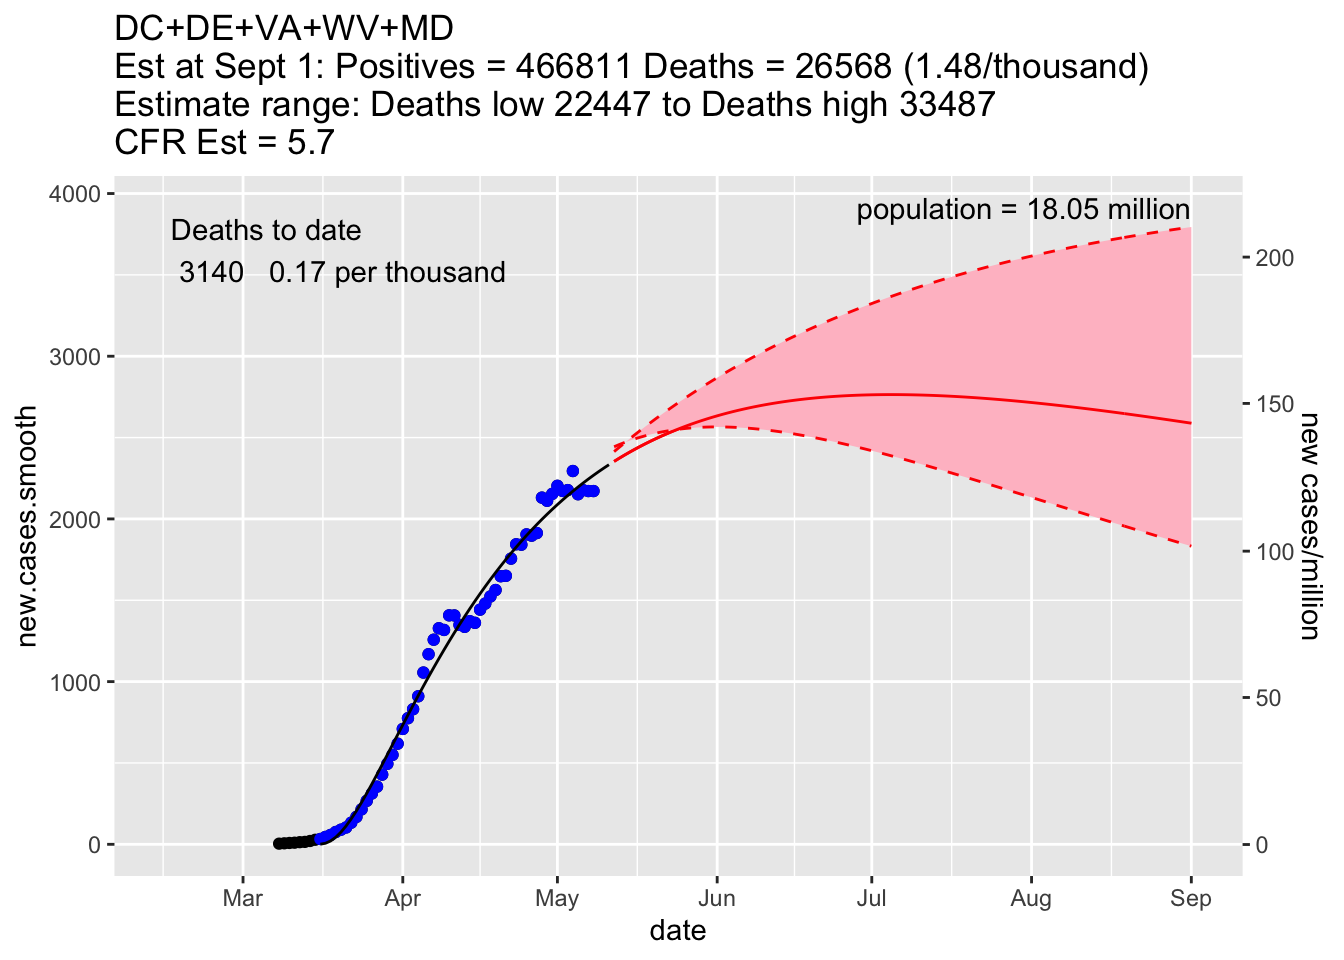 DC+DE+VA+WV+MD
Est at Sept 1: Positives = 466811 Deaths = 26568 (1.48/thousand)
Estimate range: Deaths low 22447 to Deaths high 33487
CFR Est = 5.7
Deaths to date
3140 0.17 per thousand
population = 18.05 million
new.cases.smooth
4000
3000
2000
1000
0
200
150
100
50
0
new cases/million
Mar Apr May Jun Jul Aug Sep
date